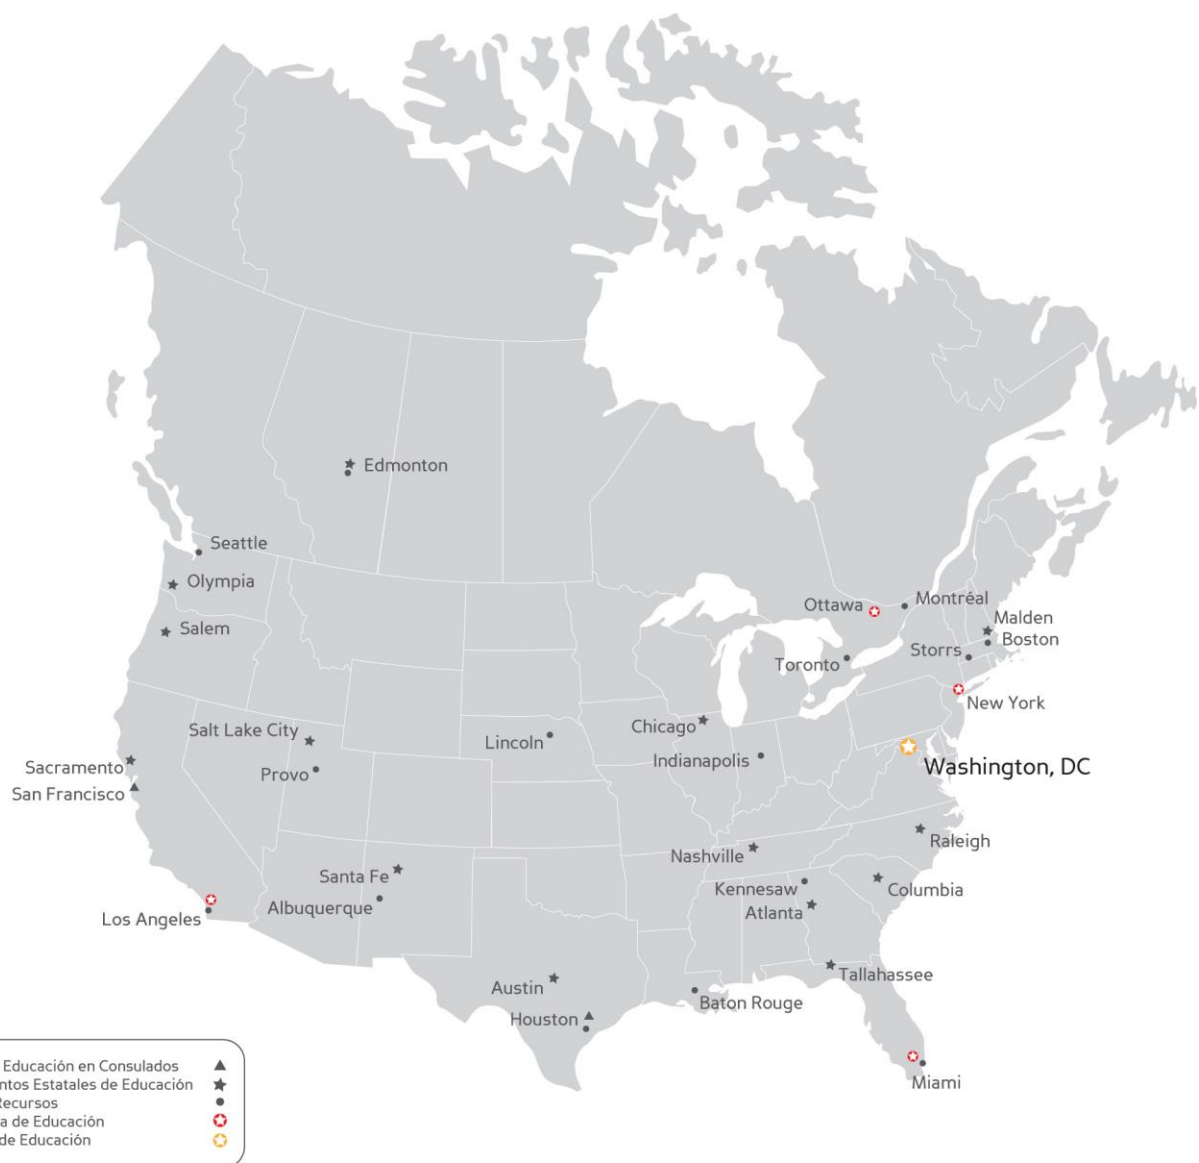 Edmonton
Seattle
Olympia
Salem
Ottawa
Montréal
Malden
Boston
Storrs
Toronto
New York
Salt Lake City
Chicago
Lincoln
Indianapolis
Provo
Sacramento
San Francisco
Washington, DC
Raleigh
Nashville
Santa Fe
Kennesaw
Columbia
Albuquerque
Atlanta
Los Angeles
Tallahassee
Austin
Baton Rouge
Houston
Miami
Educación en Consulados
ntos Estatales de Educación
Recursos
a de Educación
de Educación